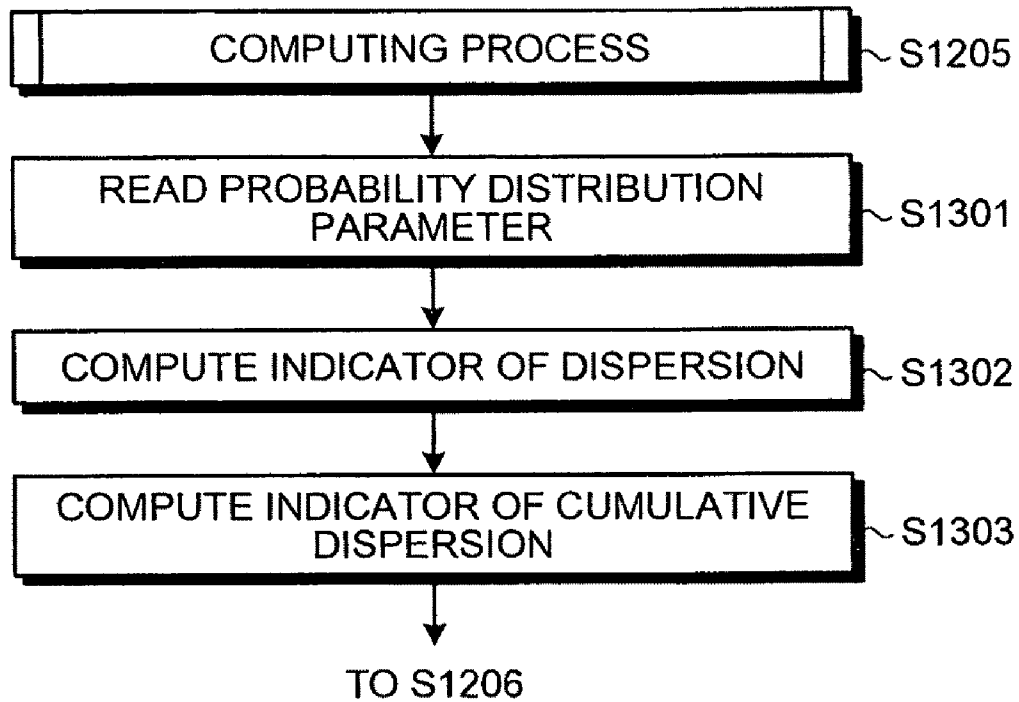 COMPUTING PROCESS
S1205
READ PROBABILITY DISTRIBUTION
PARAMETER
S1301
COMPUTE INDICATOR OF DISPERSION
S1302
COMPUTE INDICATOR OF CUMULATIVE
DISPERSION
S1303
TO S1206